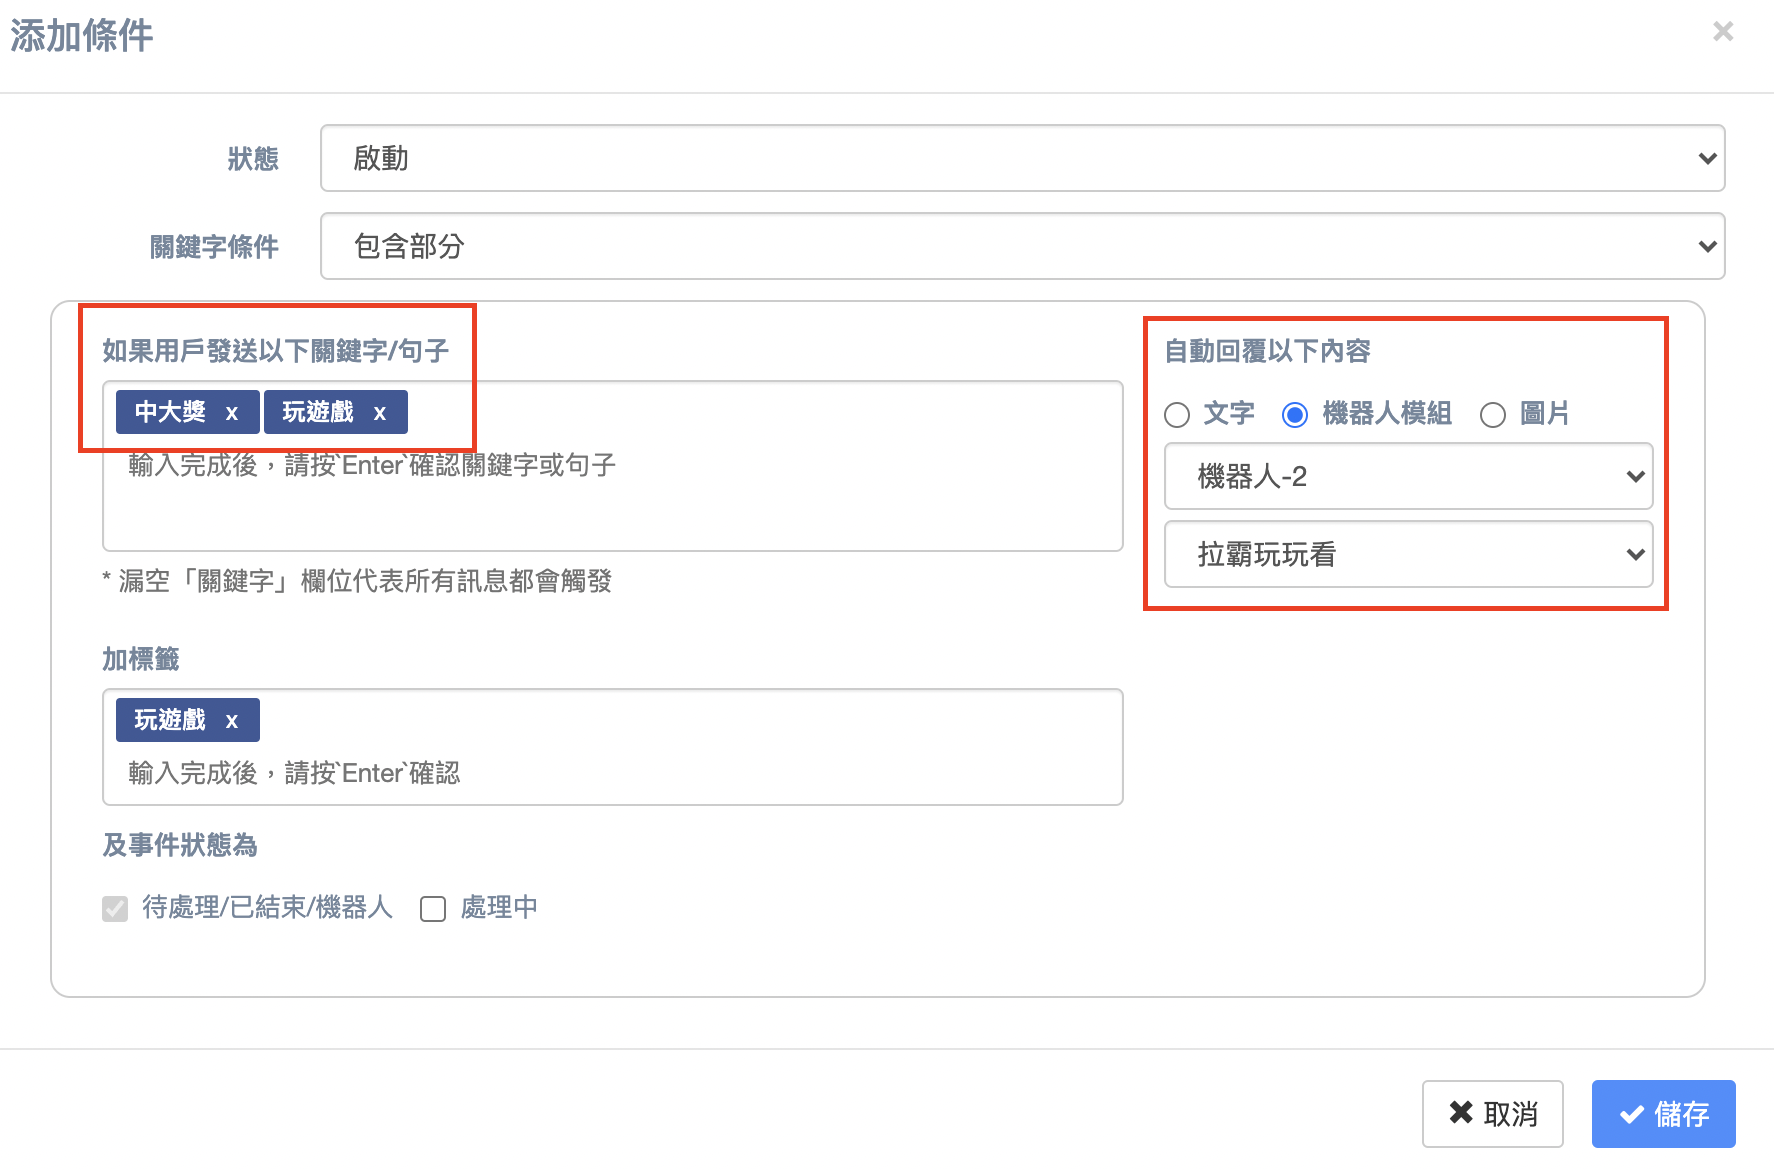 添加條件
×
狀態
啟動
關鍵字條件
包含部分
如果用戶發送以下關鍵字/句子
中大獎 x 玩遊戲 x
輸入完成後，請按`Enter`確認關鍵字或句子
* 漏空「關鍵字」欄位代表所有訊息都會觸發
自動回覆以下內容
文字 機器人模組 圖片
機器人-2
拉霸玩玩看
加標籤
玩遊戲 x
輸入完成後，請按`Enter`確認
及事件狀態為
待處理/已結束/機器人 處理中
取消 儲存